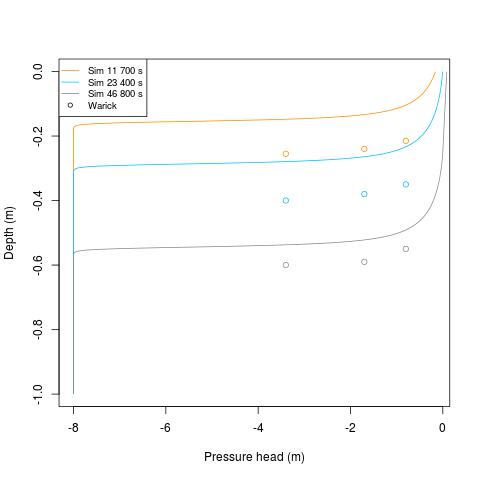 Sim 11 700 s
Sim 23 400 s
Sim 46 800 s
Warick
0.0
-0.2
-0.4
-0.6
-0.8
-1.0
Depth (m)
-8 -6 -4 -2 0
Pressure head (m)